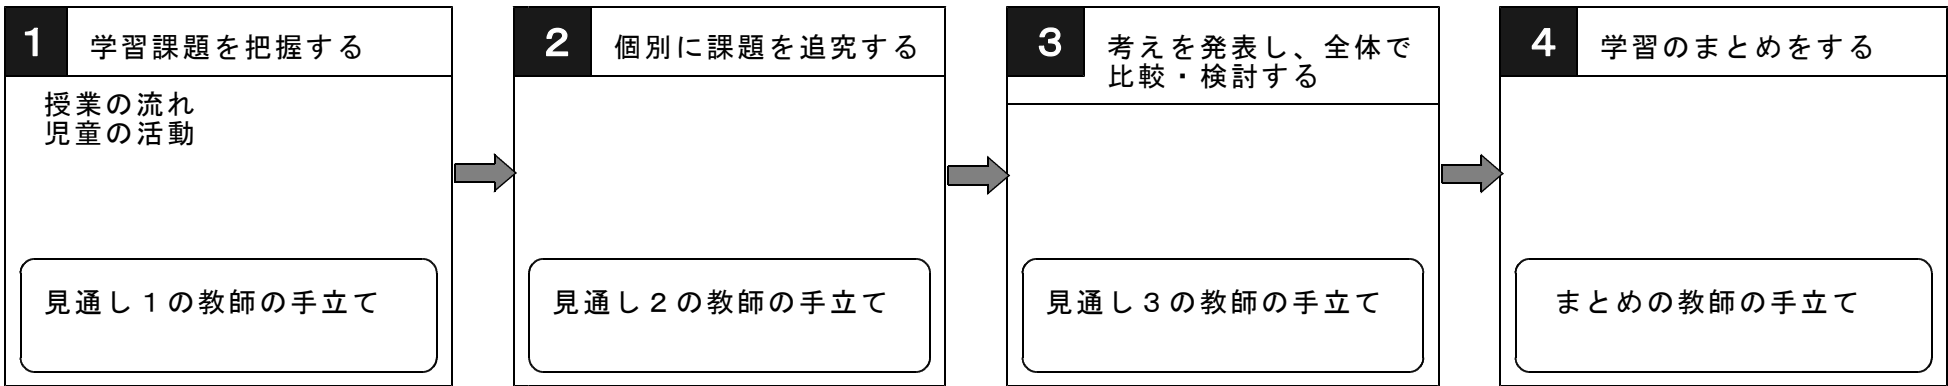 1 学習課題を把握する
授業の流れ
児童の活動
見通し1の教師の手立て
2 個別に課題を追究する
見通し2の教師の手立て
3 考えを発表し、全体で
比較・検討する
見通し3の教師の手立て
4 学習のまとめをする
まとめの教師の手立て